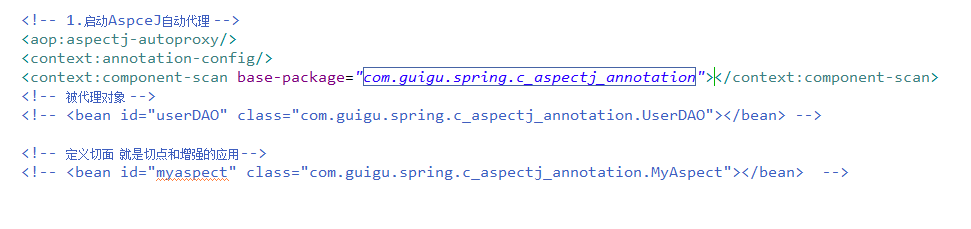 <!-- 1.启动AspceJ自动代理 -->
<aop:aspectj-autoproxy/>
<context:annotation-config/>
<context:component-scan base-package="com.guigu.spring.c_aspectj_annotation"></context:component-scan>
<!-- 被代理对象 -->
<!-- <bean id="userDAO" class="com.guigu.spring.c_aspectj_annotation.UserDAO"></bean> -->
<!-- 定义切面 就是切点和增强的应用-->
<!-- <bean id="myaspect" class="com.guigu.spring.c_aspectj_annotation.MyAspect"></bean>  -->